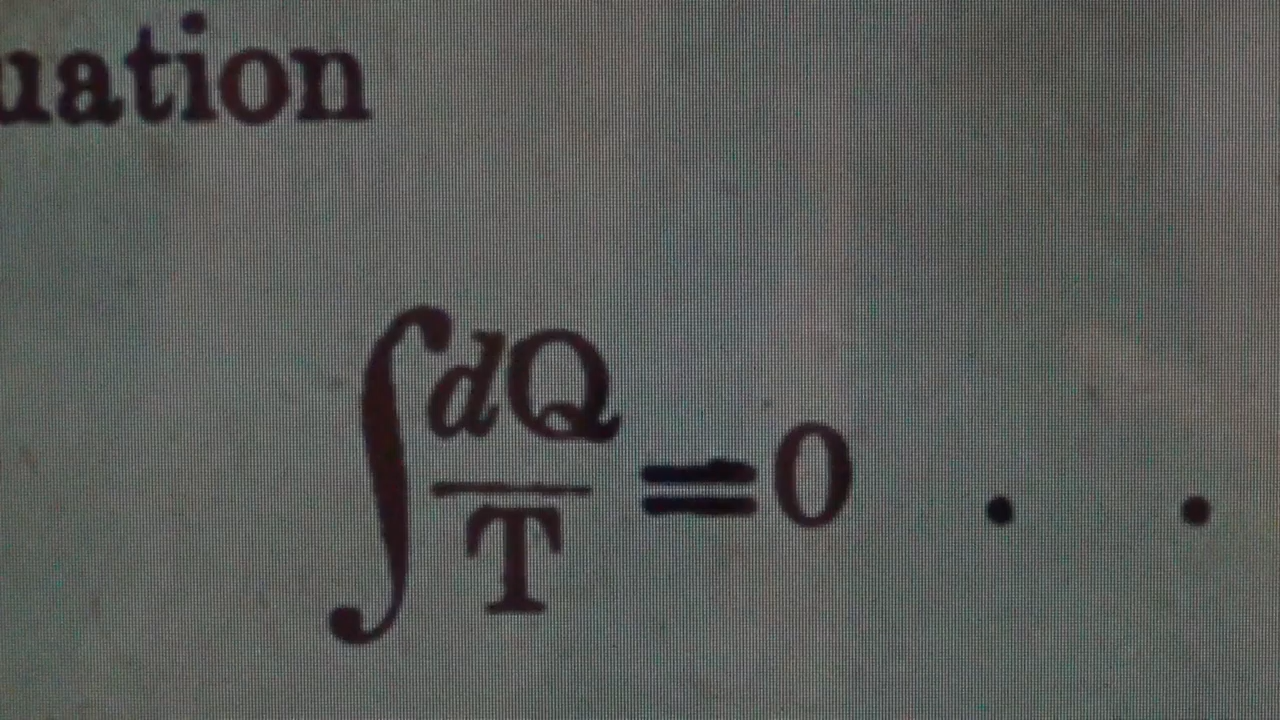 uation
∫dQ/T=0 . .